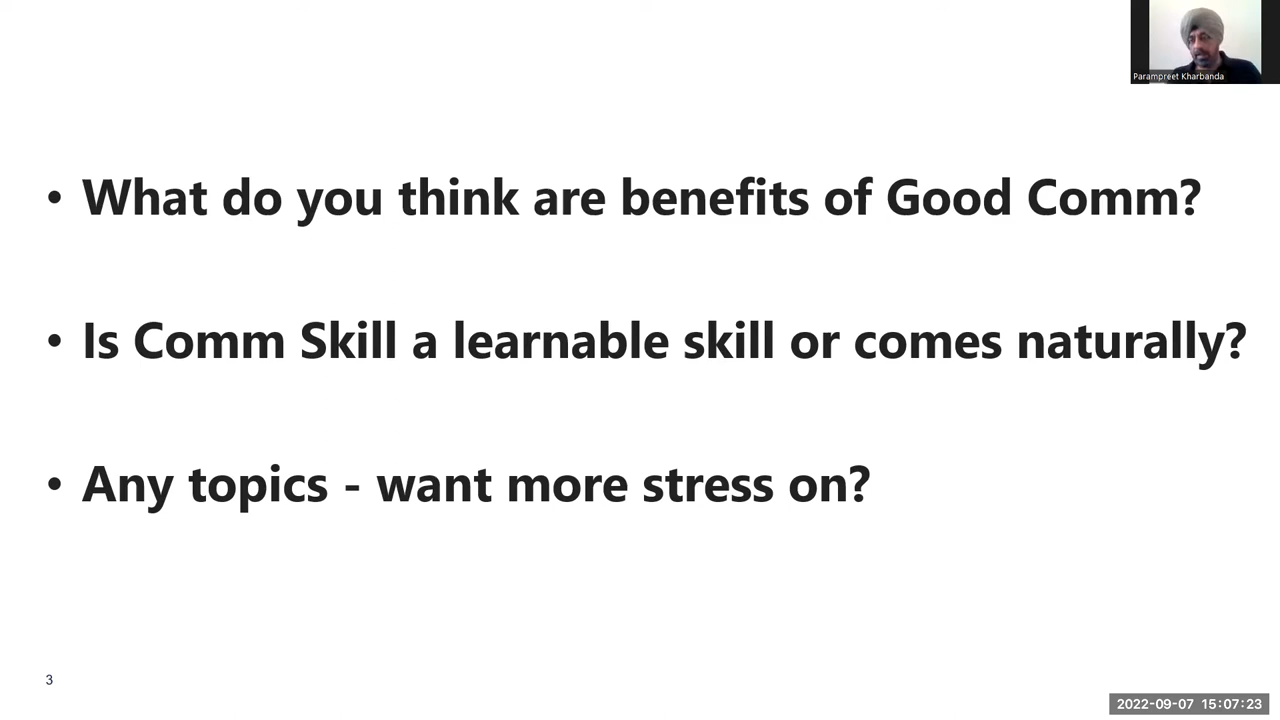 Parampreet Kharbanda
• What do you think are benefits of Good Comm?
• Is Comm Skill a learnable skill or comes naturally?
• Any topics - want more stress on?
3
2022-09-07 15:07:23